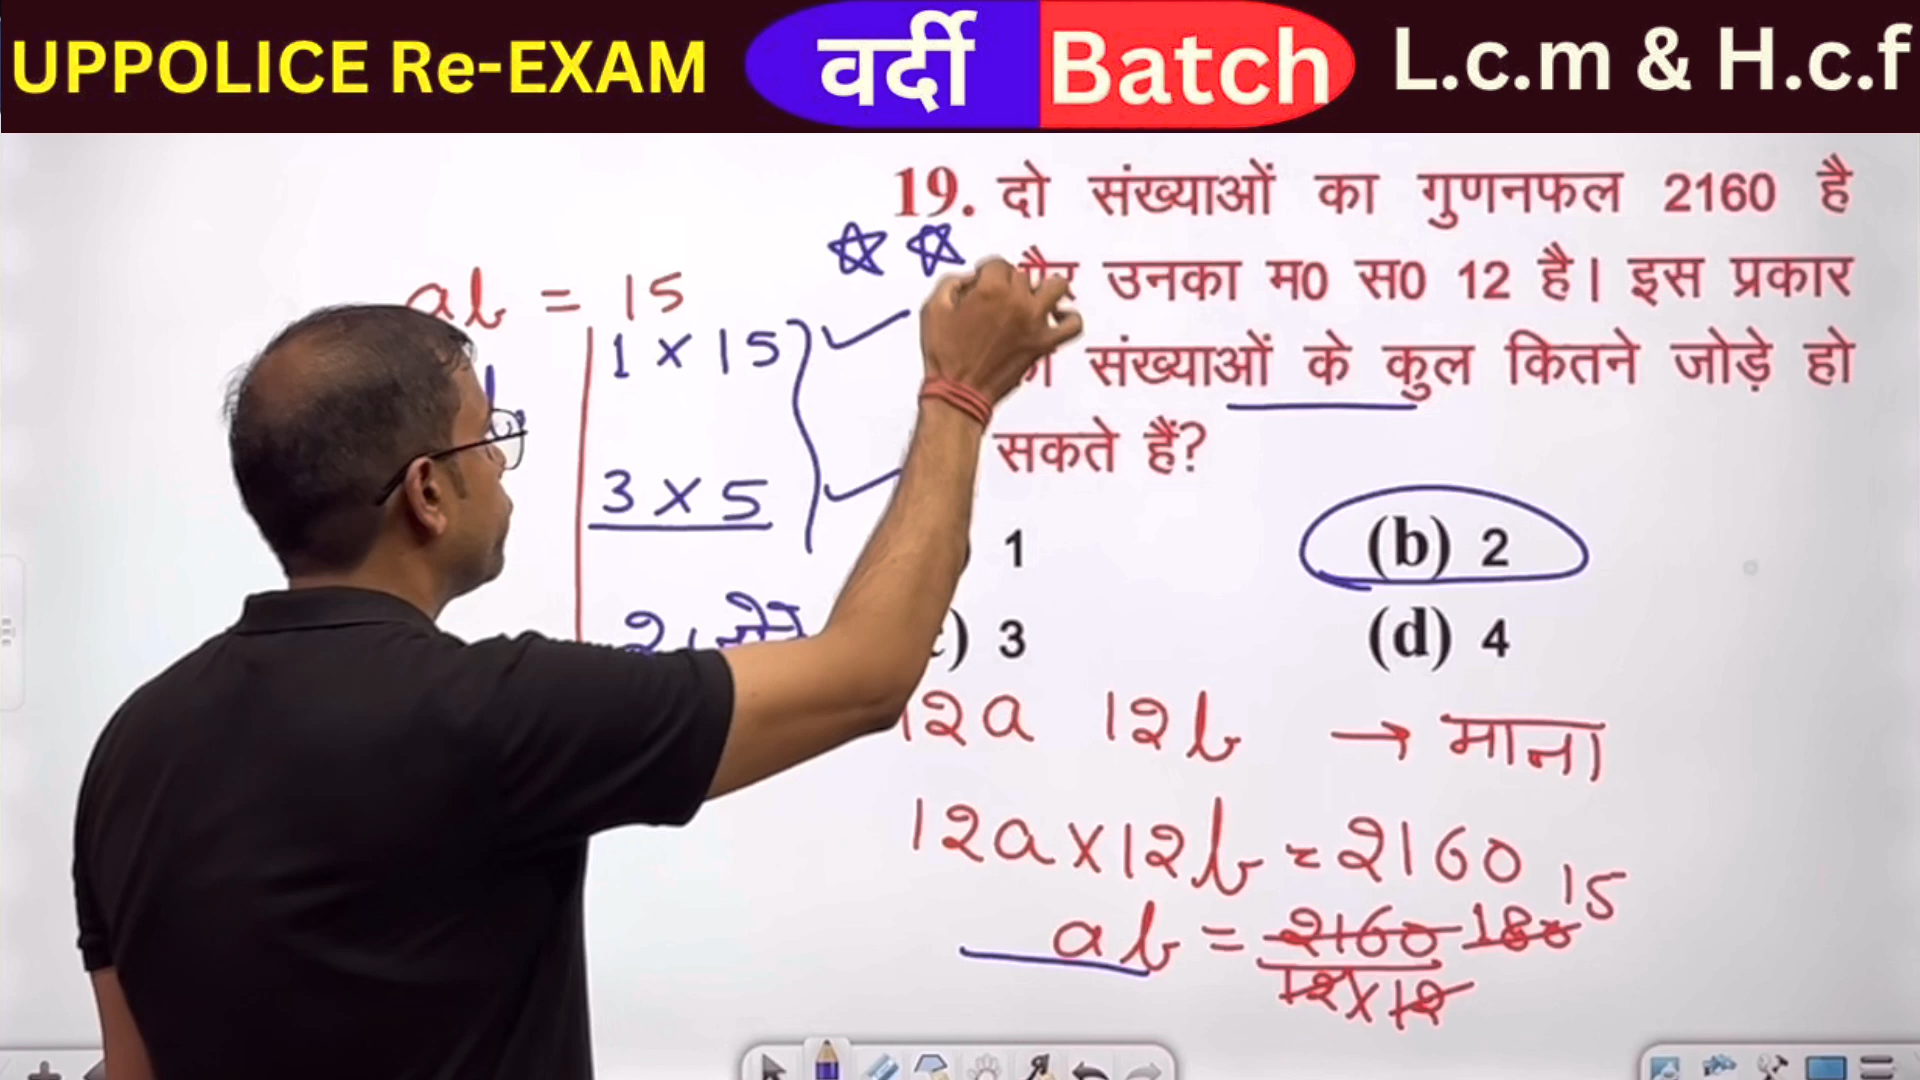 UPPOLICE Re-EXAM वर्दी Batch L.c.m & H.c.f
19. दो संख्याओं का गुणनफल 2160 है
उनका म0 स0 12 है। इस प्रकार
संख्याओं के कुल कितने जोड़े हो
सकते हैं?
1 (b) 2
3 (d) 4
ab = 15
1 × 15
3 × 5
2
12a 12b → माना
12a×12b = 2160
ab = 2160 180 15
12×12